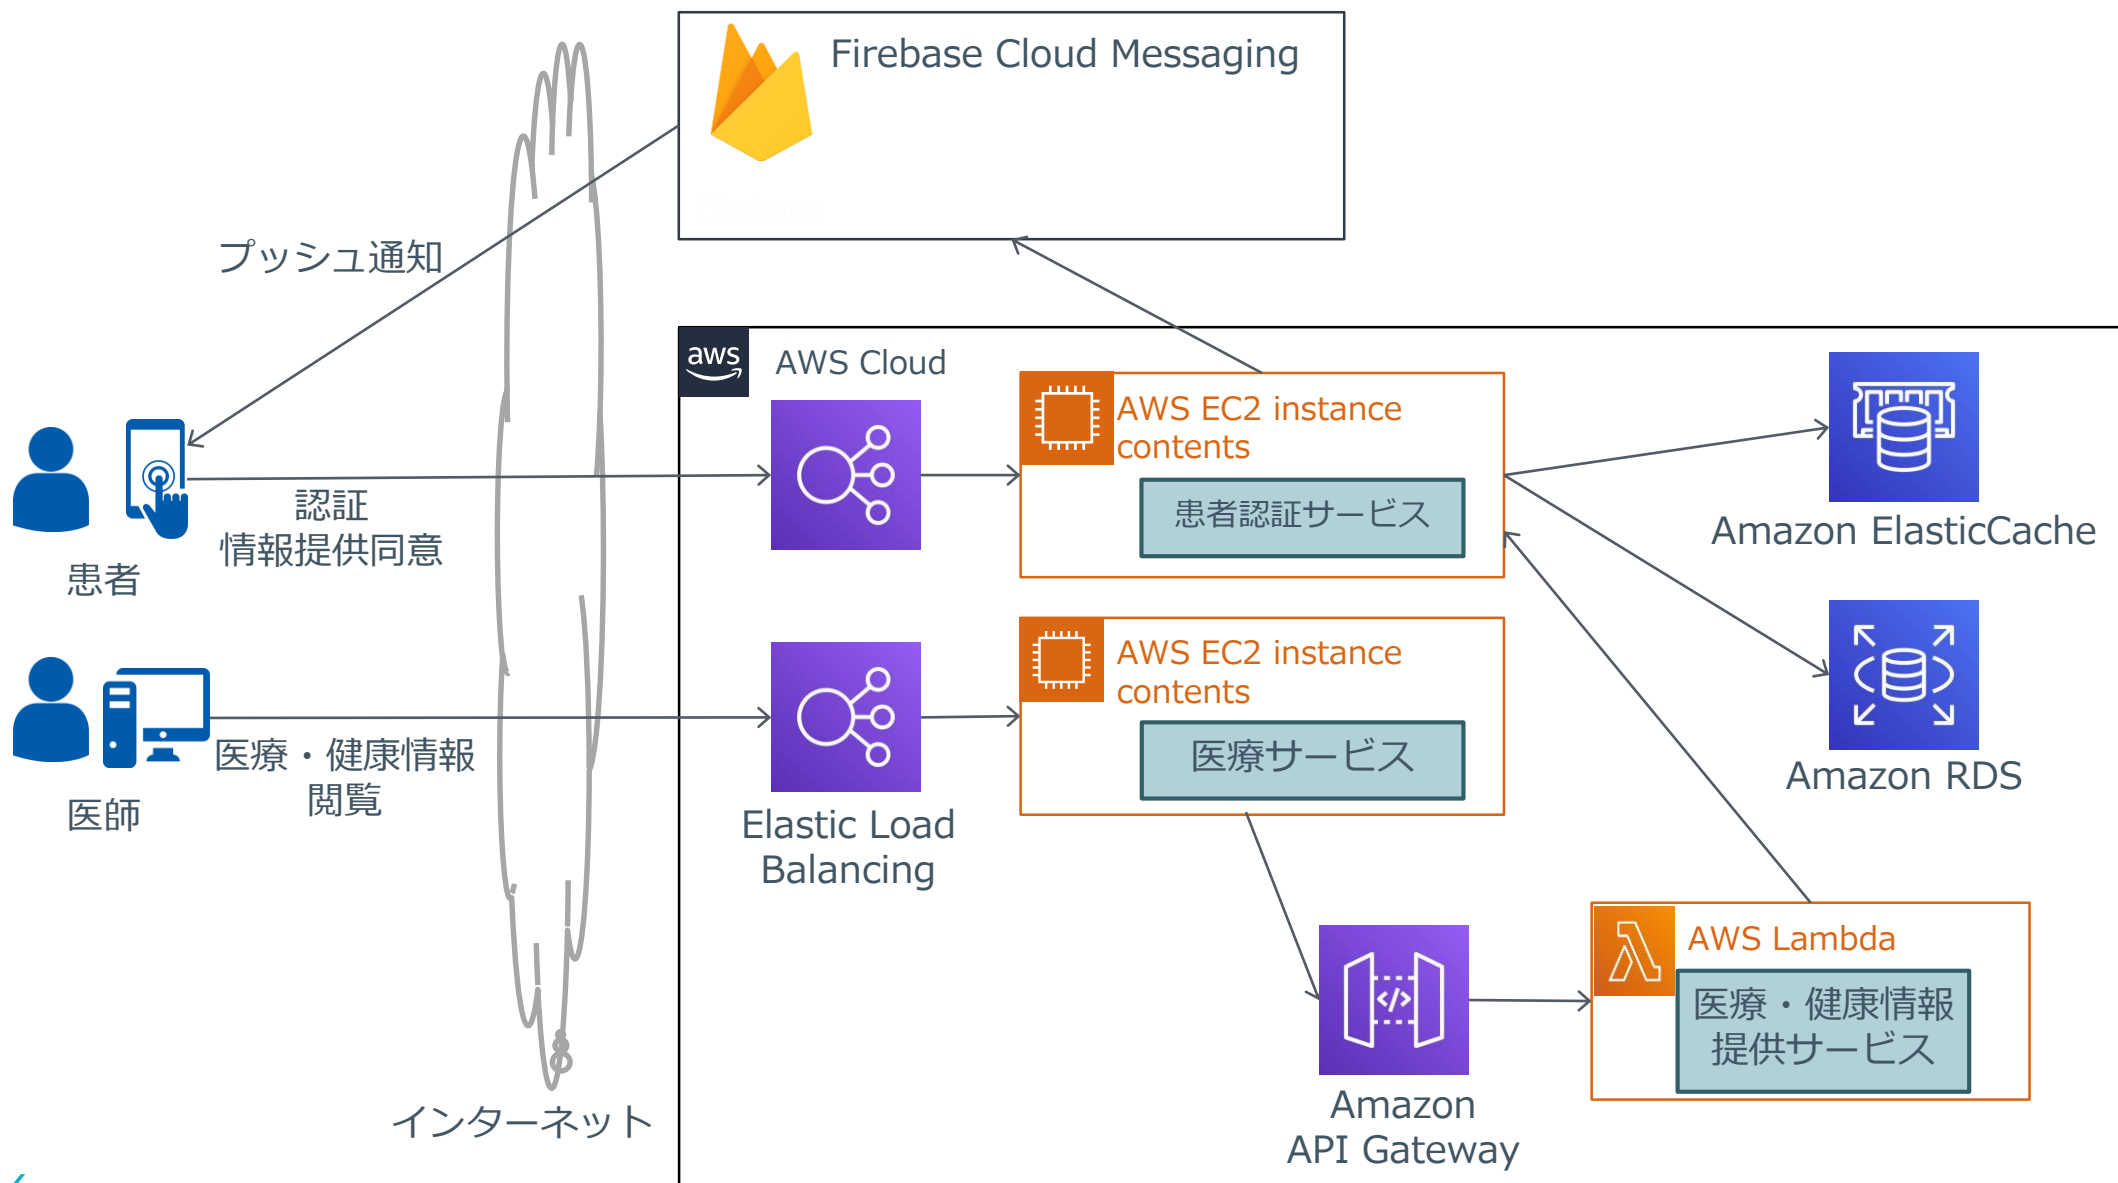 Firebase Cloud Messaging
プッシュ通知
aws
AWS Cloud
AWS EC2 instance
contents
患者認証サービス
Amazon ElasticCache
認証
情報提供同意
患者
AWS EC2 instance
contents
医療サービス
Amazon RDS
医療・健康情報
閲覧
医師
Elastic Load
Balancing
AWS Lambda
医療・健康情報
提供サービス
</>
Amazon
API Gateway
インターネット